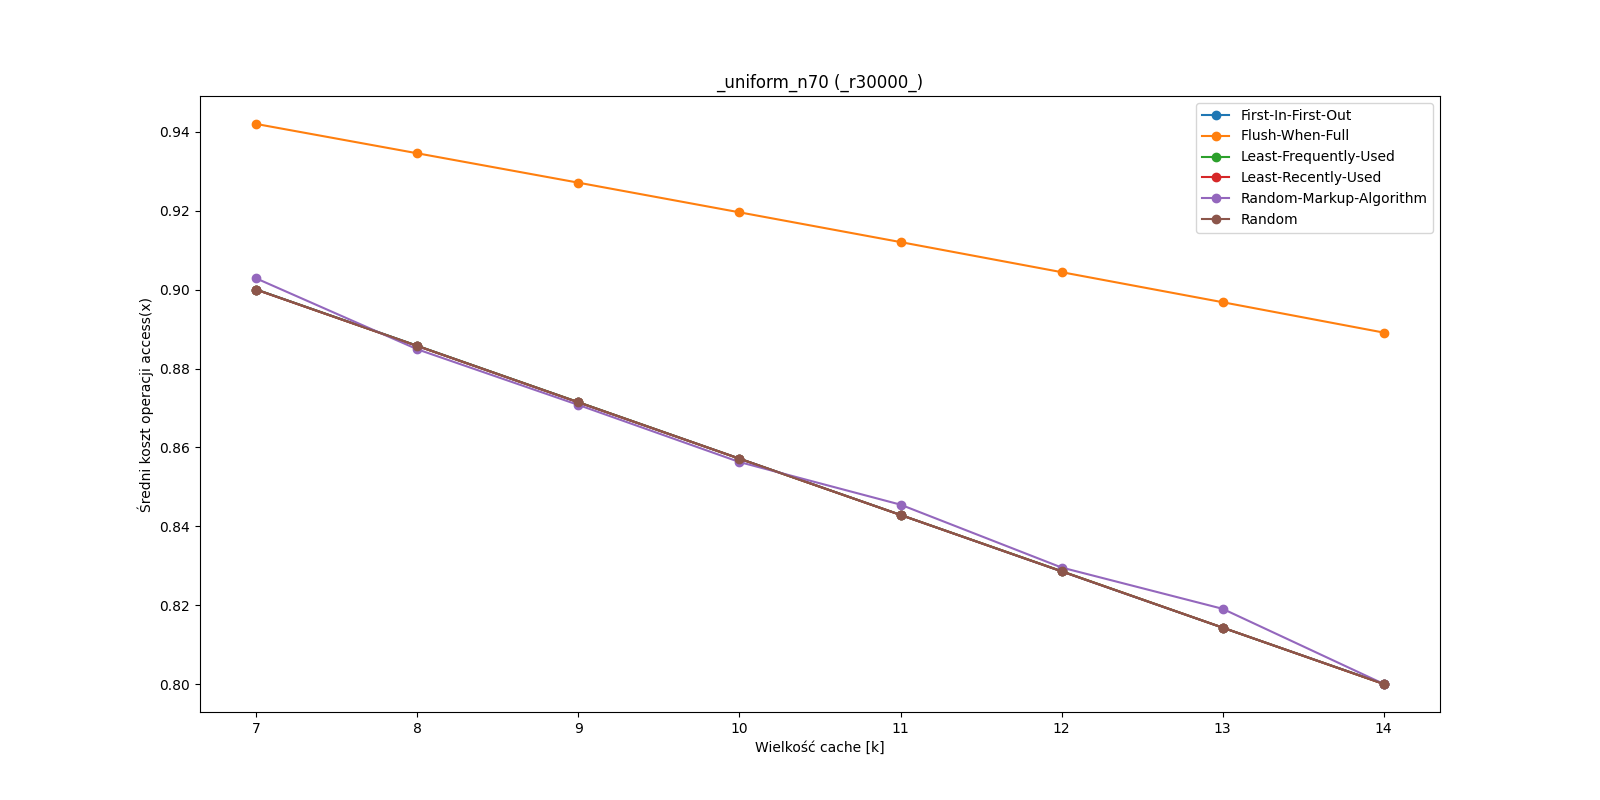 _uniform_n70 (_r30000_)
First-In-First-Out
Flush-When-Full
Least-Frequently-Used
Least-Recently-Used
Random-Markup-Algorithm
Random
Średni koszt operacji access(x)
0.94
0.92
0.90
0.88
0.86
0.84
0.82
0.80
7 8 9 10 11 12 13 14
Wielkość cache [k]